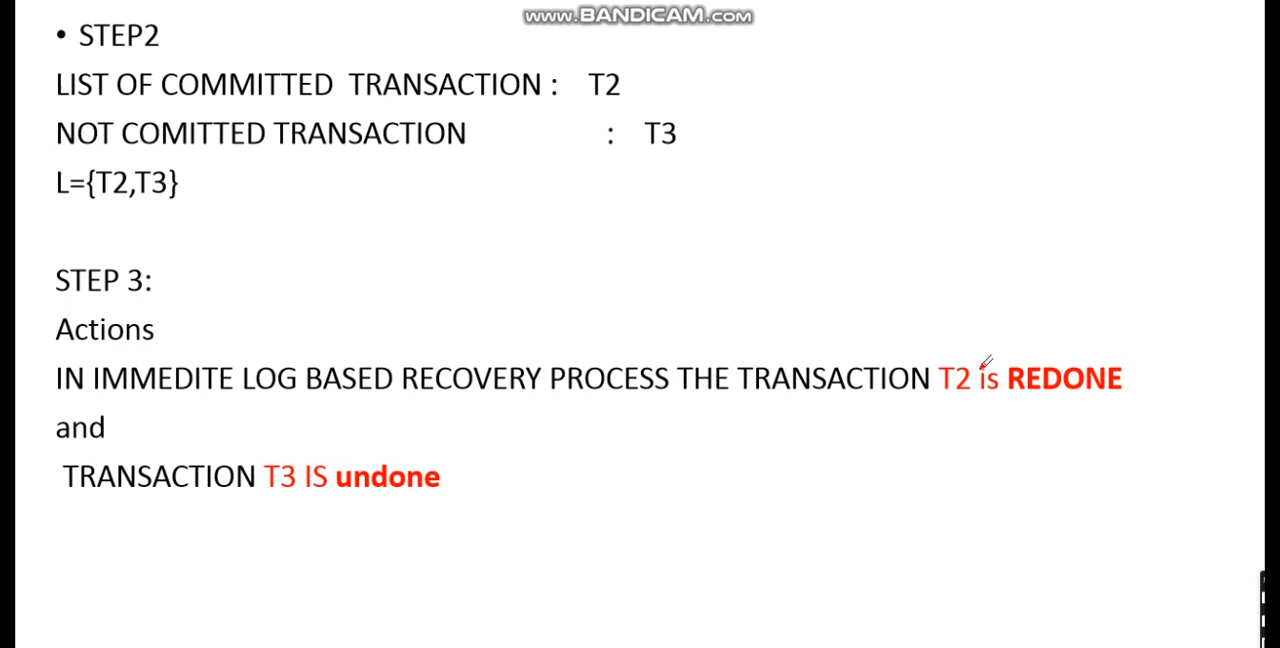 www.BANDICAM.com
• STEP2
LIST OF COMMITTED TRANSACTION : T2
NOT COMITTED TRANSACTION : T3
L={T2,T3}
STEP 3:
Actions
IN IMMEDITE LOG BASED RECOVERY PROCESS THE TRANSACTION T2 is REDONE
and
TRANSACTION T3 IS undone